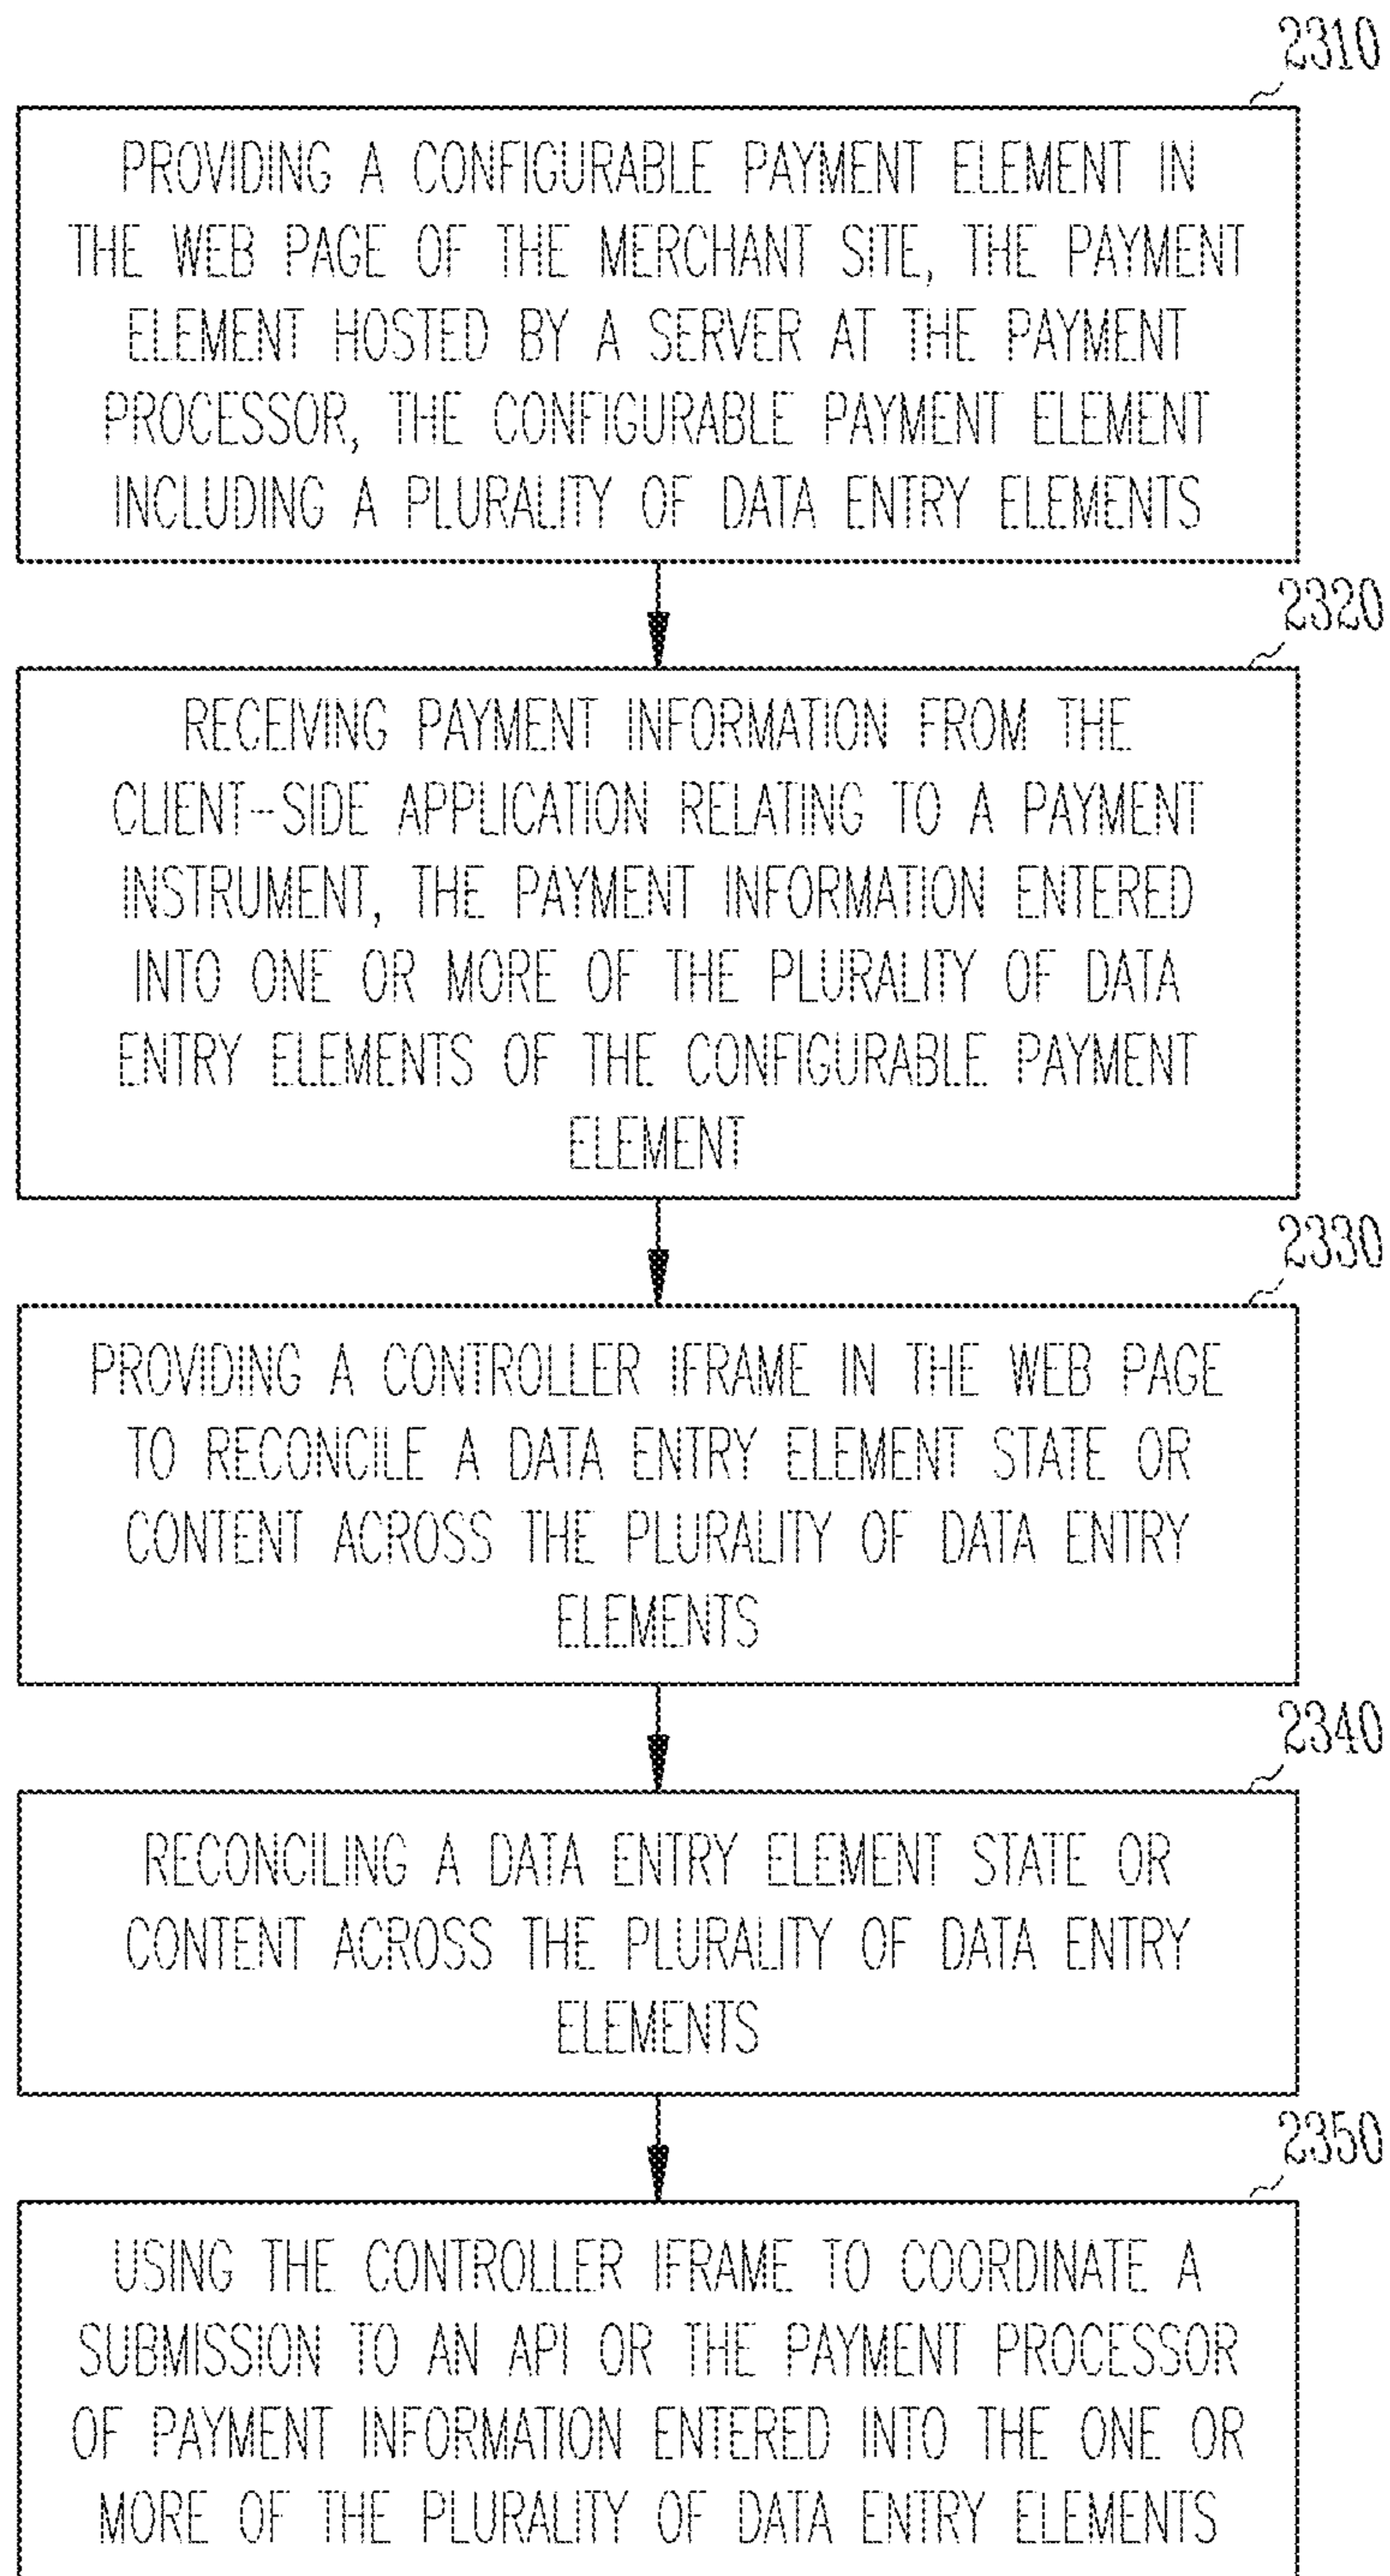 2310
PROVIDING A CONFIGURABLE PAYMENT ELEMENT IN
THE WEB PAGE OF THE MERCHANT SITE, THE PAYMENT
ELEMENT HOSTED BY A SERVER AT THE PAYMENT
PROCESSOR, THE CONFIGURABLE PAYMENT ELEMENT
INCLUDING A PLURALITY OF DATA ENTRY ELEMENTS
2320
RECEIVING PAYMENT INFORMATION FROM THE
CLIENT-SIDE APPLICATION RELATING TO A PAYMENT
INSTRUMENT, THE PAYMENT INFORMATION ENTERED
INTO ONE OR MORE OF THE PLURALITY OF DATA
ENTRY ELEMENTS OF THE CONFIGURABLE PAYMENT
ELEMENT
2330
PROVIDING A CONTROLLER IFRAME IN THE WEB PAGE
TO RECONCILE A DATA ENTRY ELEMENT STATE OR
CONTENT ACROSS THE PLURALITY OF DATA ENTRY
ELEMENTS
2340
RECONCILING A DATA ENTRY ELEMENT STATE OR
CONTENT ACROSS THE PLURALITY OF DATA ENTRY
ELEMENTS
2350
USING THE CONTROLLER IFRAME TO COORDINATE A
SUBMISSION TO AN API OR THE PAYMENT PROCESSOR
OF PAYMENT INFORMATION ENTERED INTO THE ONE OR
MORE OF THE PLURALITY OF DATA ENTRY ELEMENTS